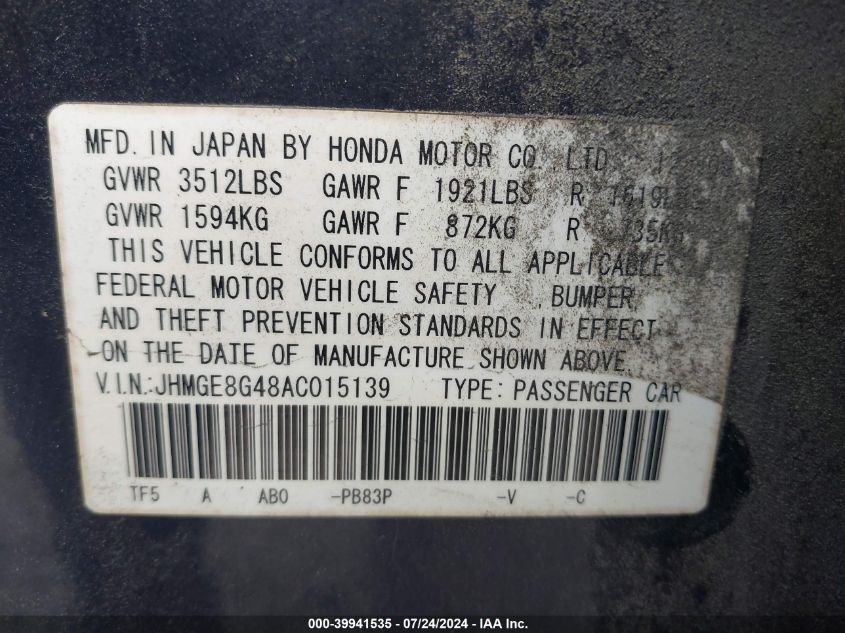 MFD. IN JAPAN BY HONDA MOTOR CO. LTD
GVWR 3512LBS GAWR F 1921LBS R
GVWR 1594KG GAWR F 872KG R
THIS VEHICLE CONFORMS TO ALL APPLICABLE
FEDERAL MOTOR VEHICLE SAFETY , BUMPER
AND THEFT PREVENTION STANDARDS IN EFFECT
ON THE DATE OF MANUFACTURE SHOWN ABOVE.
V.I.N.:JHMGE8G48AC015139 TYPE: PASSENGER CAR
TF5 A AB0 -PB83P -V -C
000-39941535 - 07/24/2024 - IAA Inc.